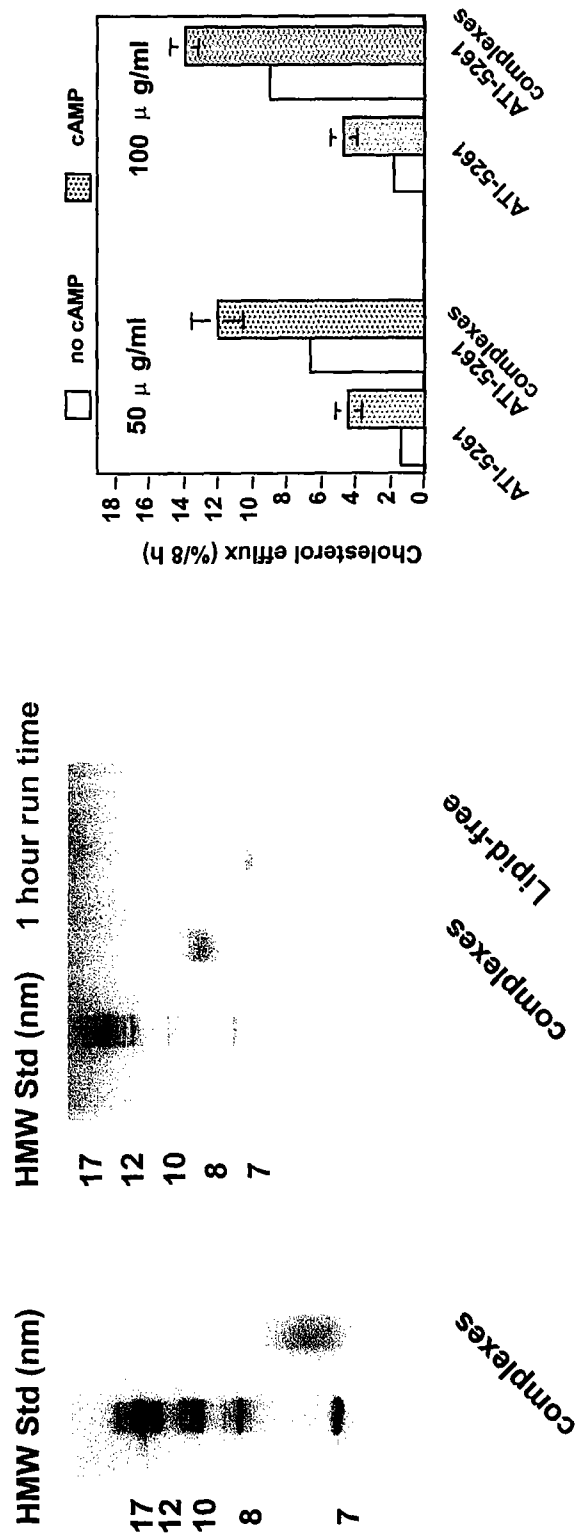 HMW Std (nm)
17
12
10
8
7
complexes
HMW Std (nm) 1 hour run time
17
12
10
8
7
complexes
Lipid-free
no cAMP
cAMP
50 μ g/ml
100 μ g/ml
Cholesterol efflux (%/8 h)
18
16
14
12
10
8
6
4
2
0
ATI-5261
ATI-5261
complexes
ATI-5261
ATI-5261
complexes